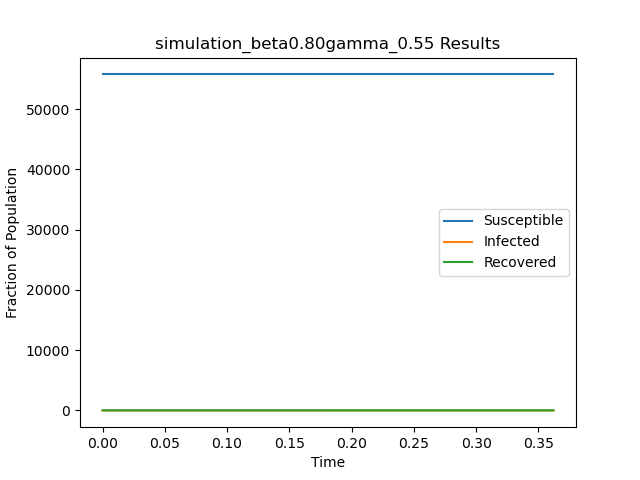 simulation_beta0.80gamma_0.55 Results
Fraction of Population
50000
40000
30000
20000
10000
0
Susceptible
Infected
Recovered
0.00 0.05 0.10 0.15 0.20 0.25 0.30 0.35
Time